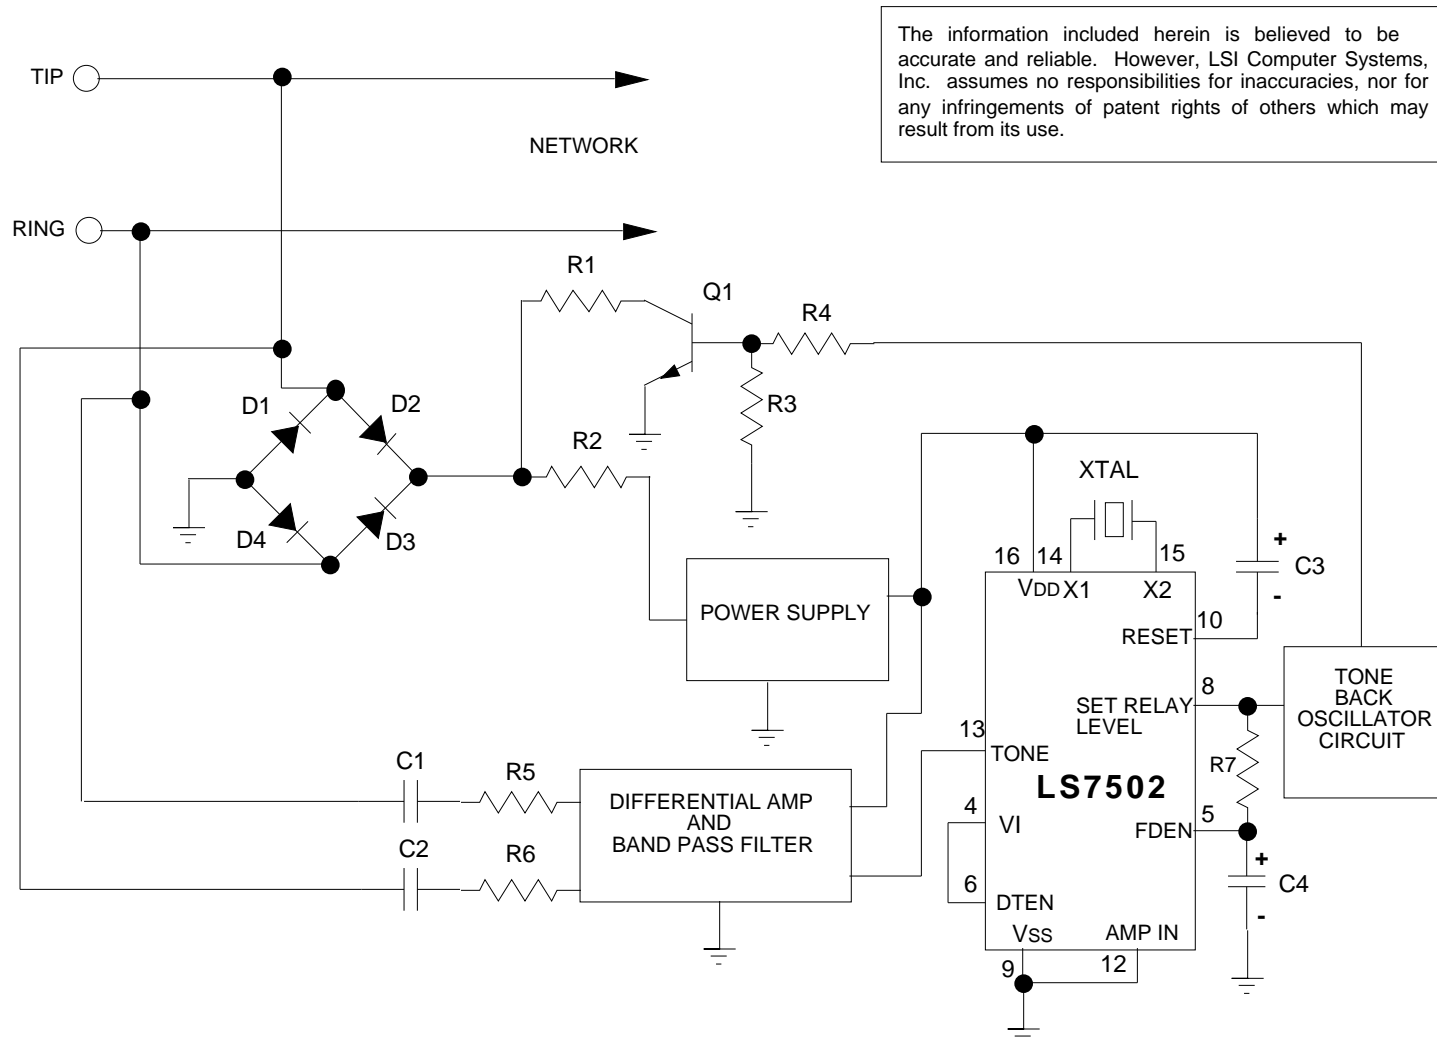 The information included herein is believed to be
accurate and reliable. However, LSI Computer Systems,
Inc. assumes no responsibilities for inaccuracies, nor for
any infringements of patent rights of others which may
result from its use.
TIP
NETWORK
RING
R1
Q1
R4
D1
D2
R3
R2
XTAL
D4
D3
16
14
15
+
C3
-
VDD
X1
X2
POWER SUPPLY
10
RESET
TONE
BACK
OSCILLATOR
CIRCUIT
8
SET RELAY
LEVEL
13
TONE
R7
C1
R5
LS7502
DIFFERENTIAL AMP
AND
BAND PASS FILTER
4
VI
5
FDEN
C2
R6
+
C4
-
6
DTEN
VSS
AMP IN
9
12